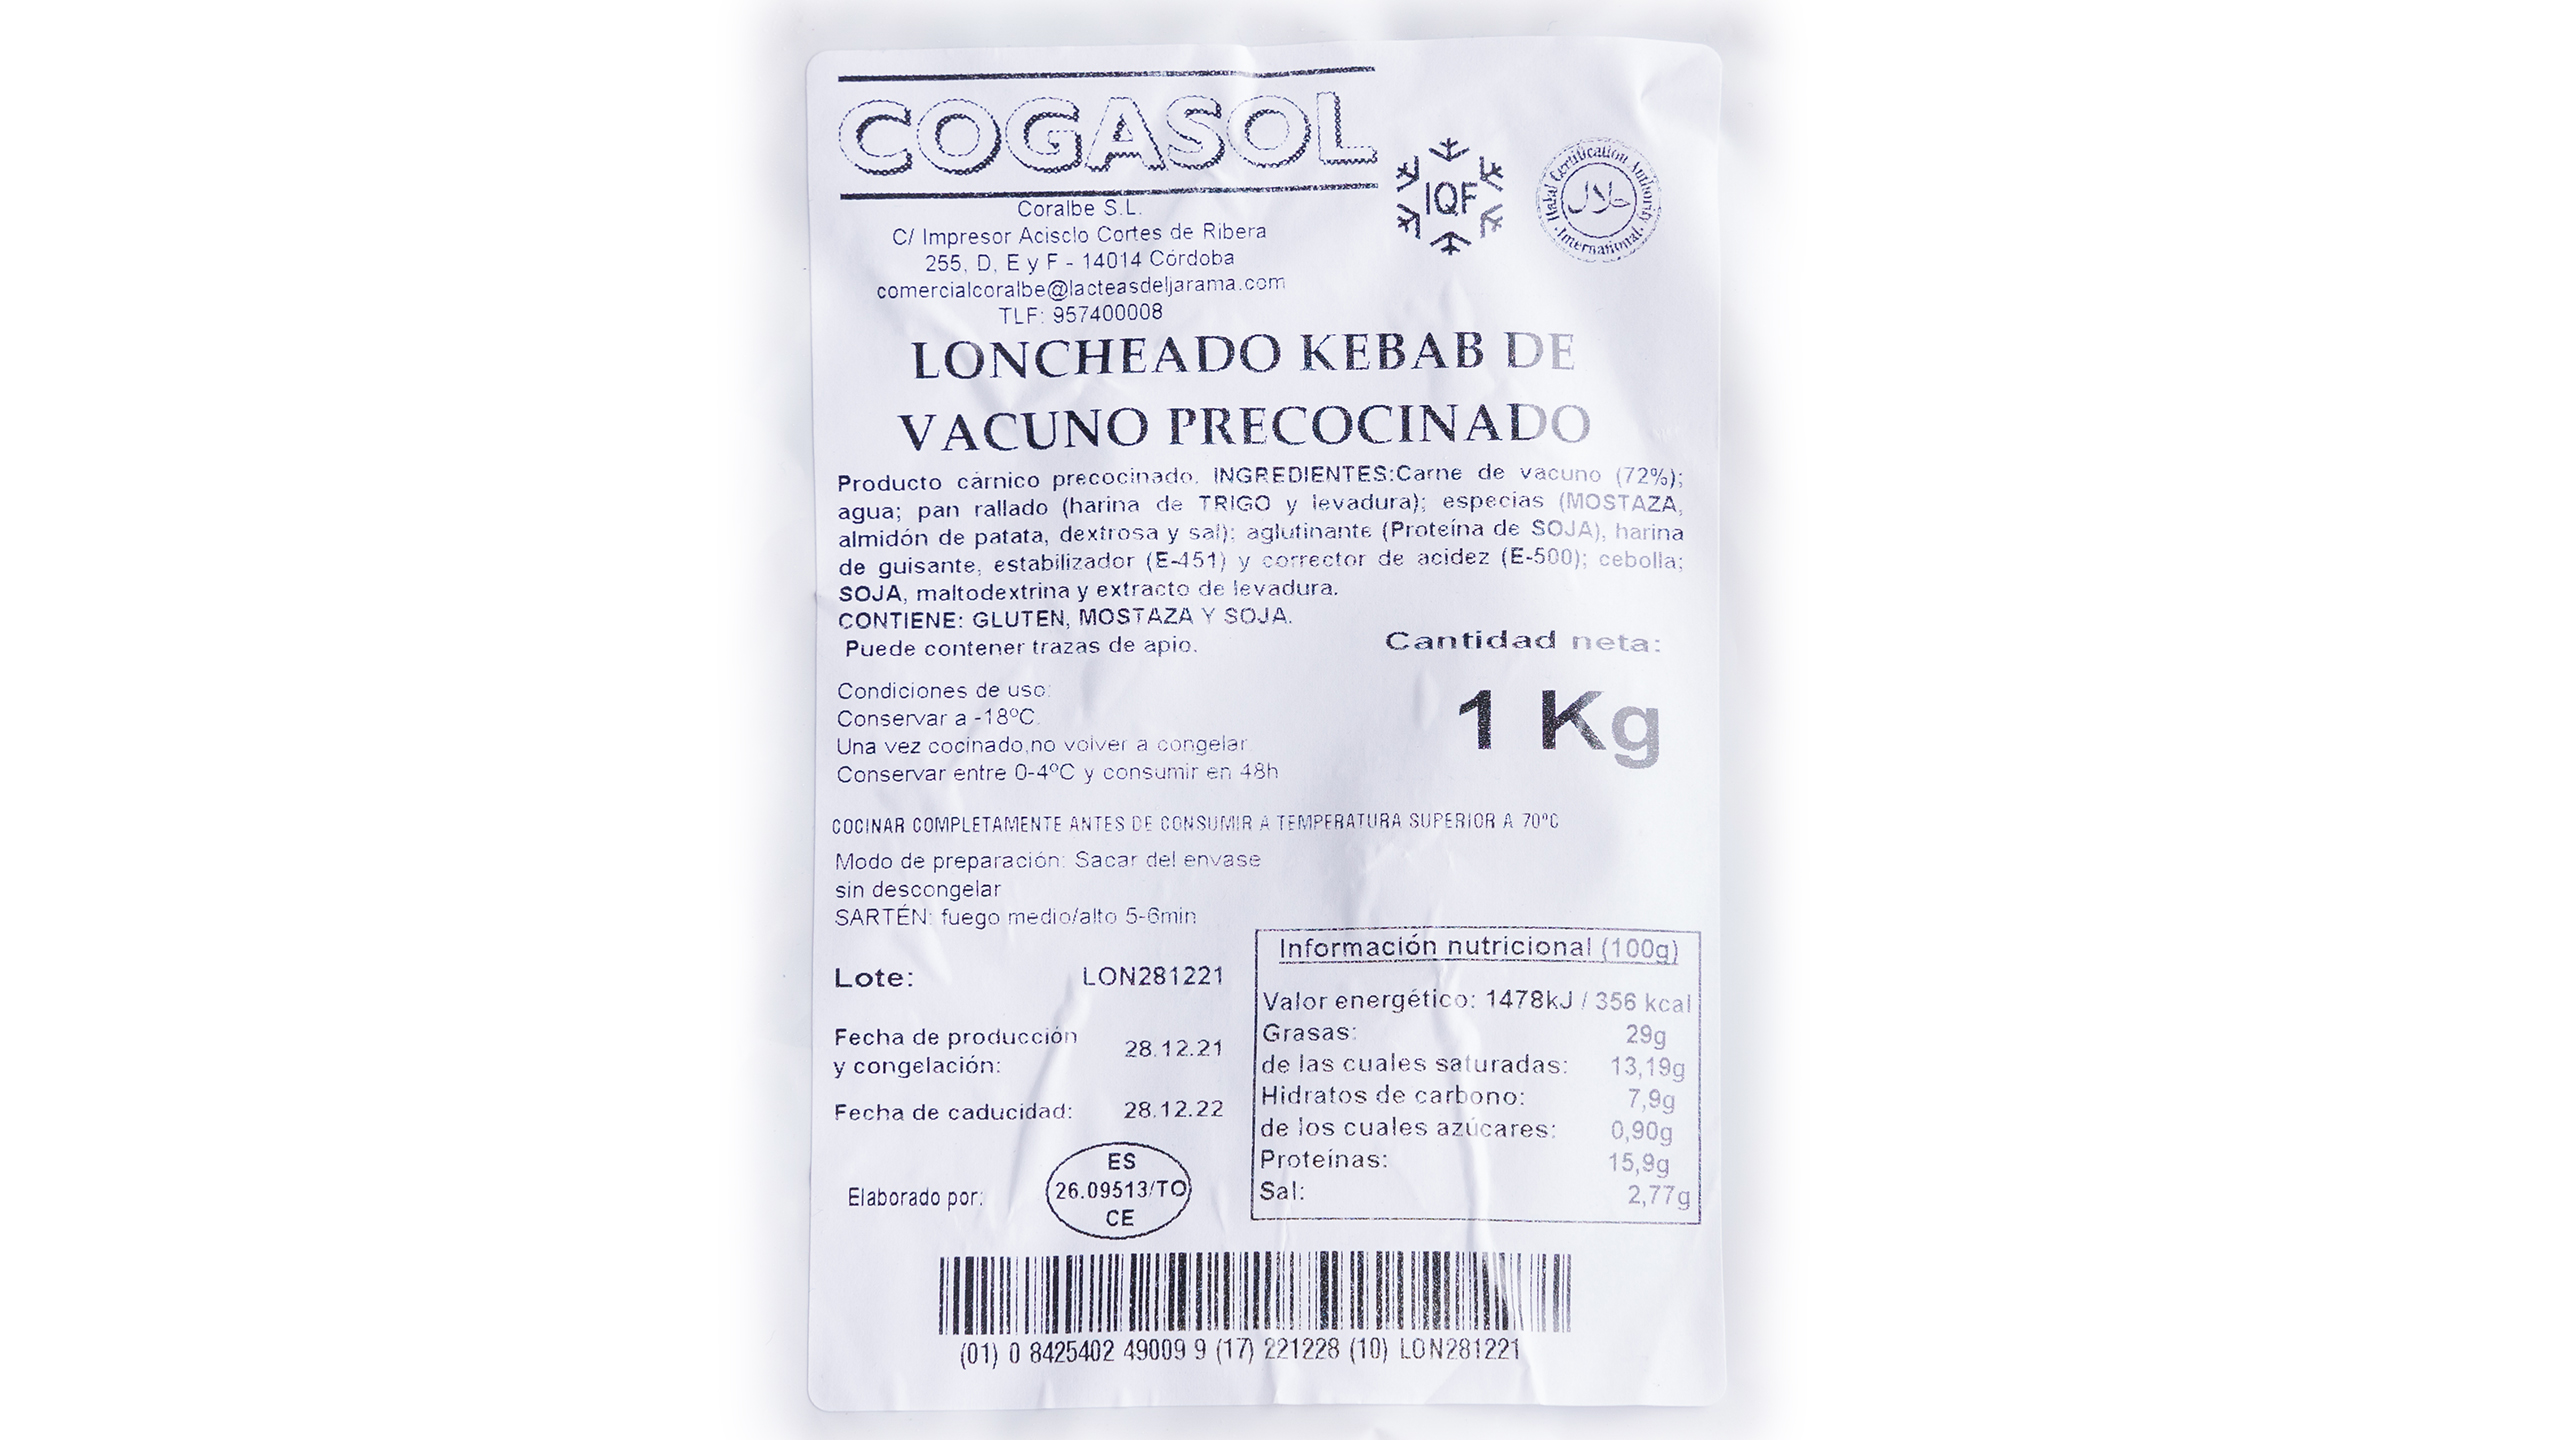 COGASOL
Coralbe S.L.
C/ Impresor Acisclo Cortes de Ribera
255, D, E y F - 14014 Córdoba
comercialcoralbe@lacteasdeljarama.com
TLF: 957400008
IQF
Halal Certification Authority
حلال
International
LONCHEADO KEBAB DE
VACUNO PRECOCINADO
Producto cárnico precocinado. INGREDIENTES:Carne de vacuno (72%);
agua; pan rallado (harina de TRIGO y levadura); especias (MOSTAZA,
almidón de patata, dextrosa y sal); aglutinante (Proteína de SOJA), harina
de guisante, estabilizador (E-451) y corrector de acidez (E-500); cebolla;
SOJA, maltodextrina y extracto de levadura.
CONTIENE: GLUTEN, MOSTAZA Y SOJA.
Puede contener trazas de apio.
Cantidad neta:
1 Kg
Condiciones de uso:
Conservar a -18ºC.
Una vez cocinado,no volver a congelar
Conservar entre 0-4ºC y consumir en 48h
COCINAR COMPLETAMENTE ANTES DE CONSUMIR A TEMPERATURA SUPERIOR A 70ºC
Modo de preparación: Sacar del envase
sin descongelar
SARTÉN: fuego medio/alto 5-6min
Lote: LON281221
Fecha de producción
y congelación: 28.12.21
Fecha de caducidad: 28.12.22
Elaborado por:
ES
26.09513/TO
CE
Información nutricional (100g)
Valor energético: 1478kJ / 356 kcal
Grasas: 29g
de las cuales saturadas: 13,19g
Hidratos de carbono: 7,9g
de los cuales azúcares: 0,90g
Proteínas: 15,9g
Sal: 2,77g
(01) 0 8425402 49009 9 (17) 221228 (10) LON281221